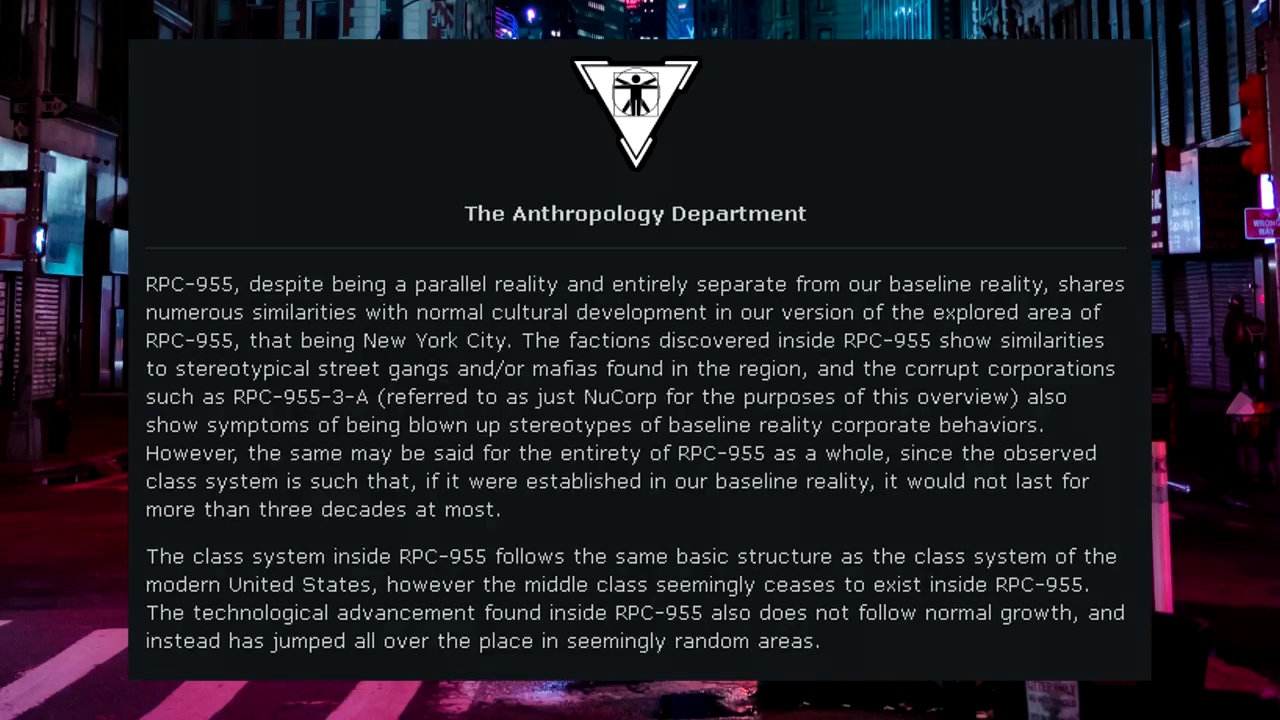 The Anthropology Department
RPC-955, despite being a parallel reality and entirely separate from our baseline reality, shares
numerous similarities with normal cultural development in our version of the explored area of
RPC-955, that being New York City. The factions discovered inside RPC-955 show similarities
to stereotypical street gangs and/or mafias found in the region, and the corrupt corporations
such as RPC-955-3-A (referred to as just NuCorp for the purposes of this overview) also
show symptoms of being blown up stereotypes of baseline reality corporate behaviors.
However, the same may be said for the entirety of RPC-955 as a whole, since the observed
class system is such that, if it were established in our baseline reality, it would not last for
more than three decades at most.
The class system inside RPC-955 follows the same basic structure as the class system of the
modern United States, however the middle class seemingly ceases to exist inside RPC-955.
The technological advancement found inside RPC-955 also does not follow normal growth, and
instead has jumped all over the place in seemingly random areas.
WRONG
WAY